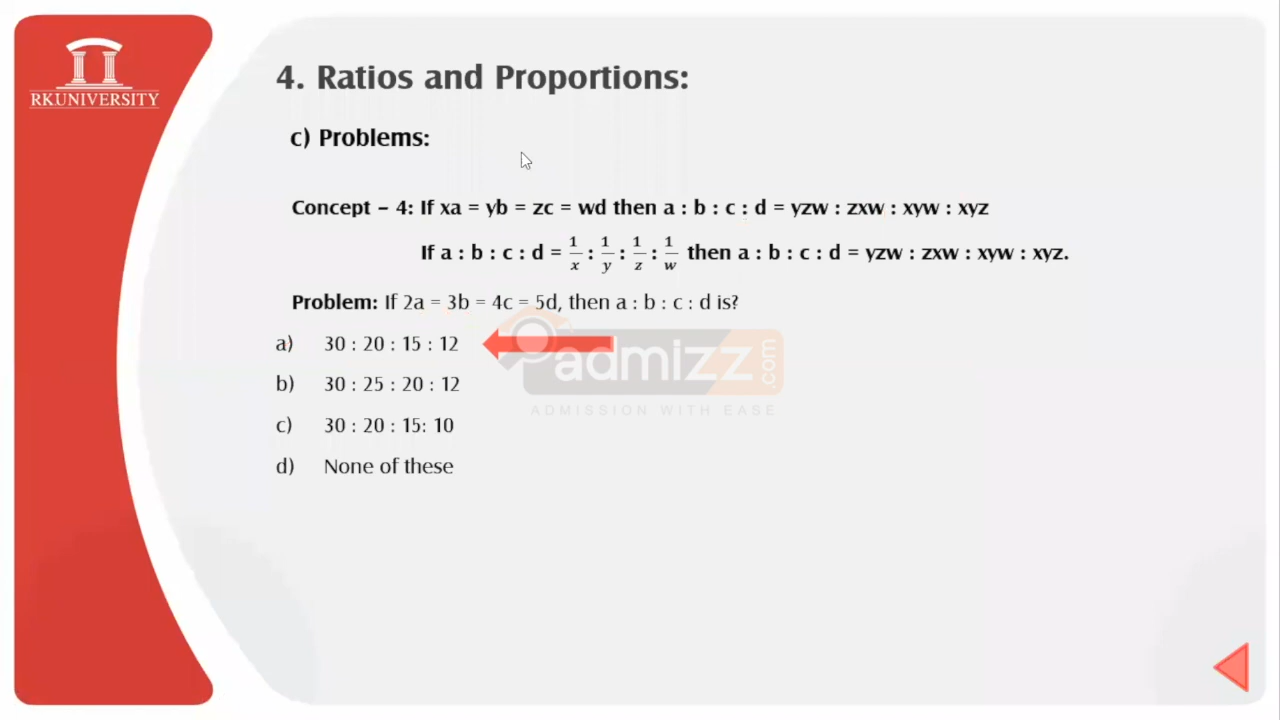 RKUNIVERSITY
4. Ratios and Proportions:
c) Problems:
Concept – 4: If xa = yb = zc = wd then a : b : c : d = yzw : zxw : xyw : xyz
If a : b : c : d = 1/x : 1/y : 1/z : 1/w then a : b : c : d = yzw : zxw : xyw : xyz.
Problem: If 2a = 3b = 4c = 5d, then a : b : c : d is?
a) 30 : 20 : 15 : 12
b) 30 : 25 : 20 : 12
c) 30 : 20 : 15: 10
d) None of these
admizz.com
ADMISSION WITH EASE